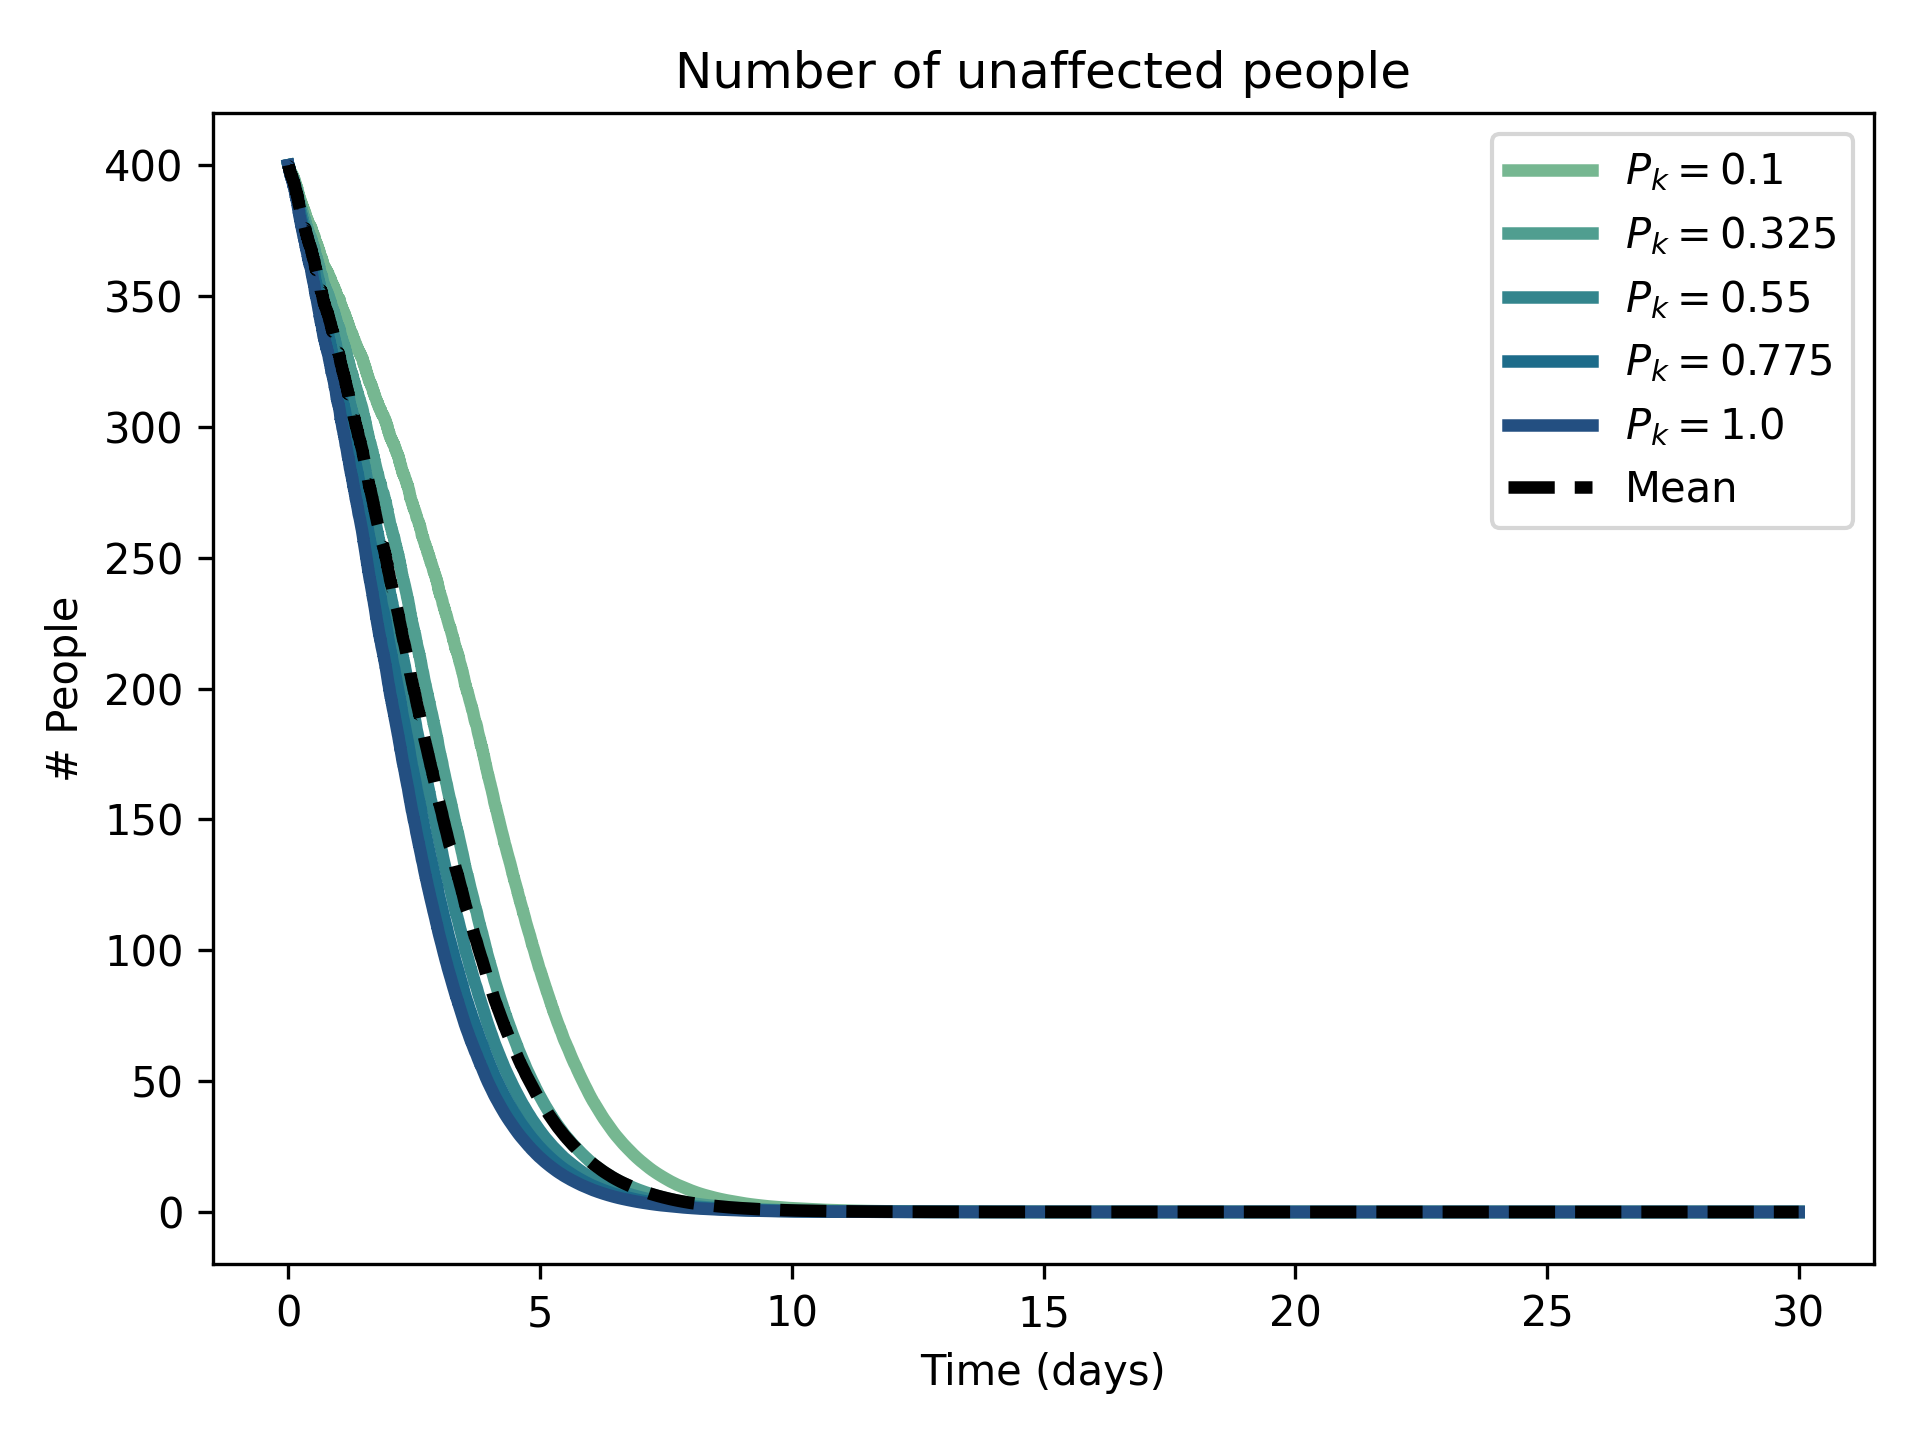 Number of unaffected people
400
350
300
250
200
150
100
50
0
# People
0 5 10 15 20 25 30
Time (days)
P_k = 0.1
P_k = 0.325
P_k = 0.55
P_k = 0.775
P_k = 1.0
Mean